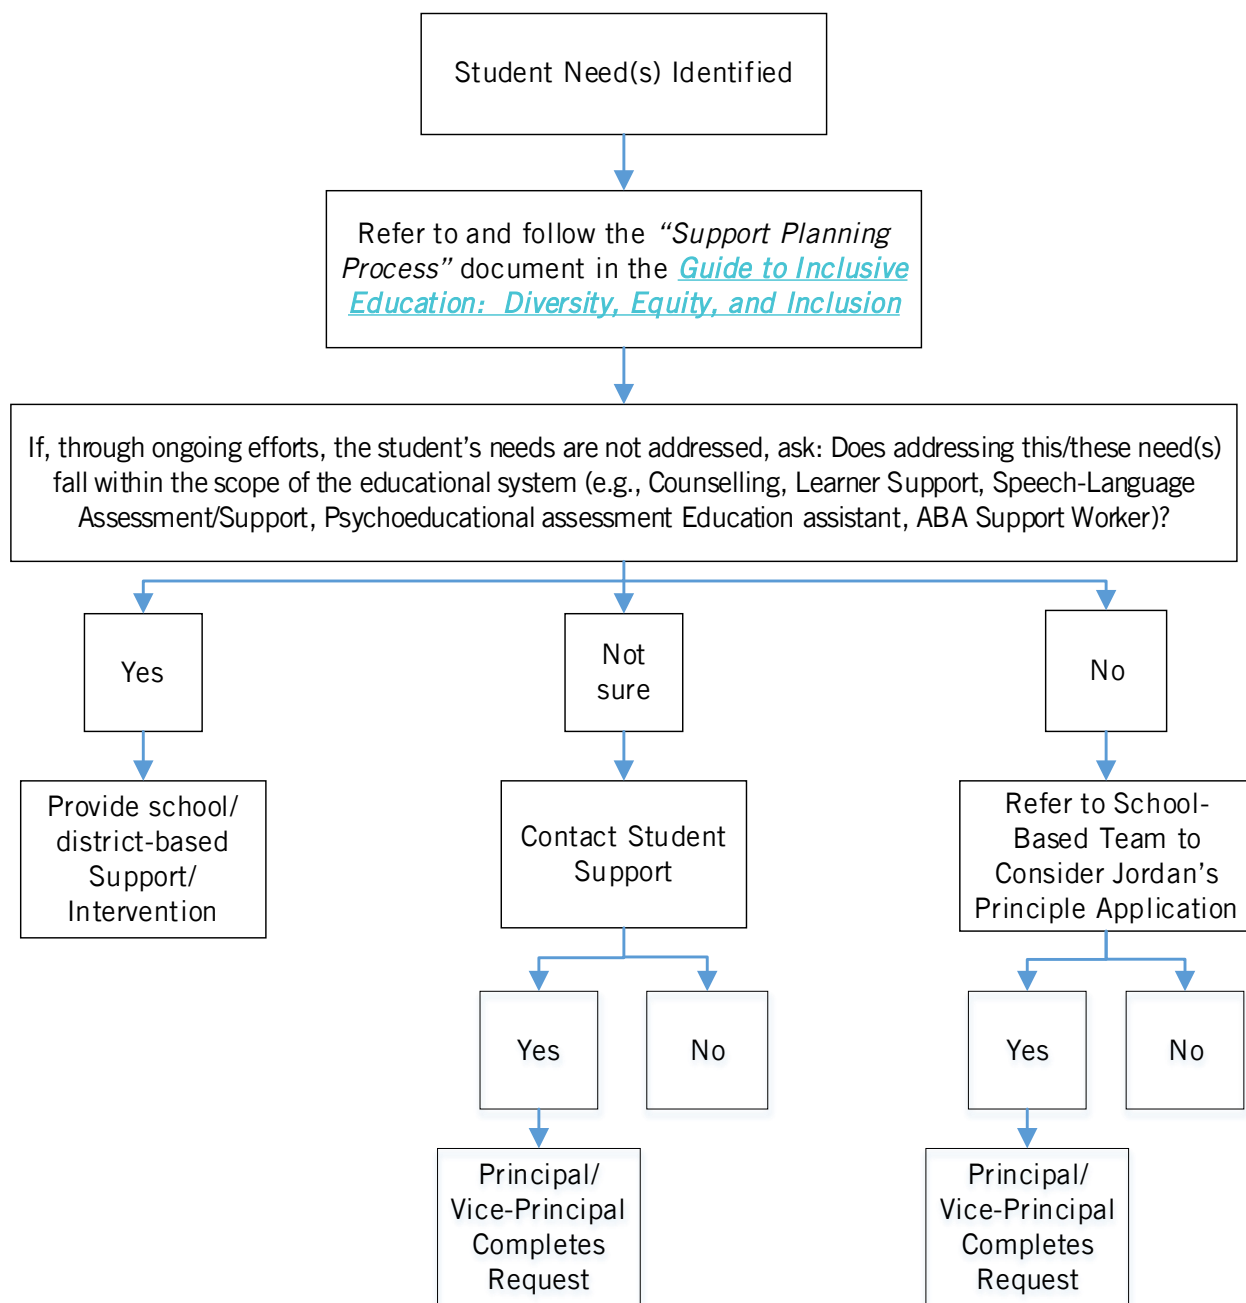 Student Need(s) Identified
Refer to and follow the “Support Planning
Process” document in the Guide to Inclusive
Education:  Diversity, Equity, and Inclusion
If, through ongoing efforts, the student’s needs are not addressed, ask: Does addressing this/these need(s)
fall within the scope of the educational system (e.g., Counselling, Learner Support, Speech-Language
Assessment/Support, Psychoeducational assessment Education assistant, ABA Support Worker)?
Yes
Not
sure
No
Provide school/
district-based
Support/
Intervention
Contact Student
Support
Refer to School-
Based Team to
Consider Jordan’s
Principle Application
Yes
No
Yes
No
Principal/
Vice-Principal
Completes
Request
Principal/
Vice-Principal
Completes
Request